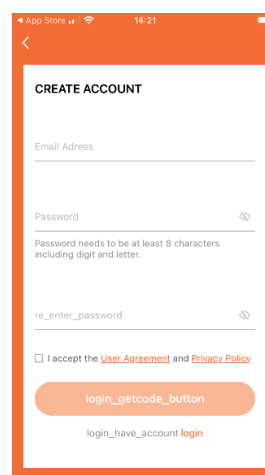 App Store 14:21
CREATE ACCOUNT
Email Adress
Password
Password needs to be at least 8 characters
including digit and letter.
re_enter_password
I accept the User Agreement and Privacy Policy
login_getcode_button
login_have_account login